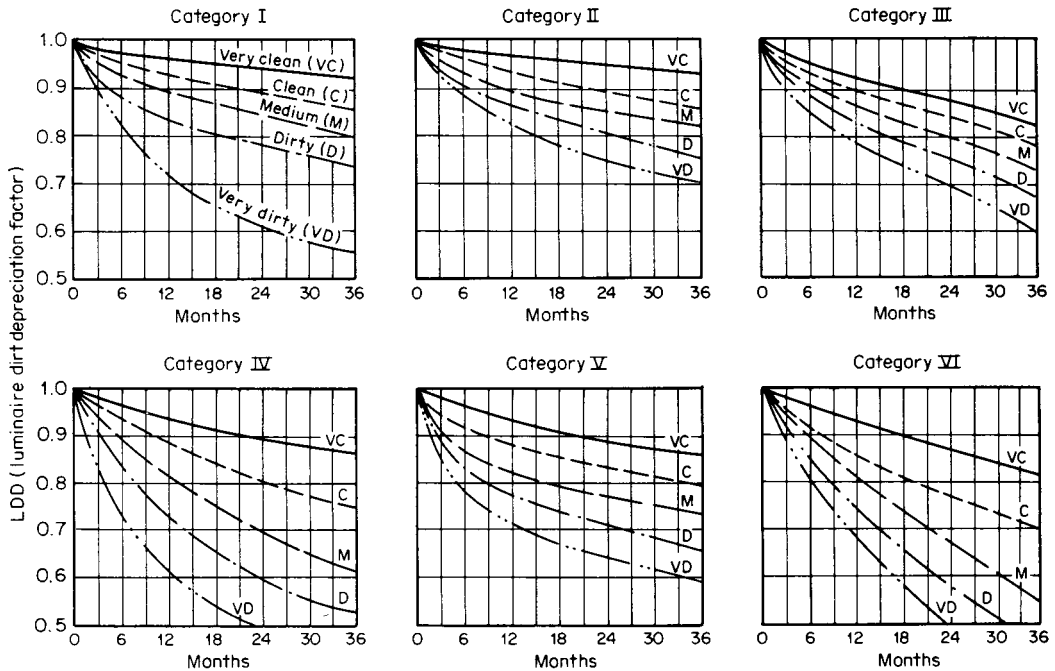 Category I
Category II
Category III
LDD (luminaire dirt depreciation factor)
1.0
0.9
0.8
0.7
0.6
0.5
Very clean (VC)
Clean (C)
Medium (M)
Dirty (D)
Very dirty (VD)
0 6 12 18 24 30 36
Months
VC
C
M
D
VD
0 6 12 18 24 30 36
Months
VC
C
M
D
VD
0 6 12 18 24 30 36
Months
Category IV
Category V
Category VI
1.0
0.9
0.8
0.7
0.6
0.5
VC
C
M
D
VD
0 6 12 18 24 30 36
Months
VC
C
M
D
VD
0 6 12 18 24 30 36
Months
VC
C
M
D
VD
0 6 12 18 24 30 36
Months